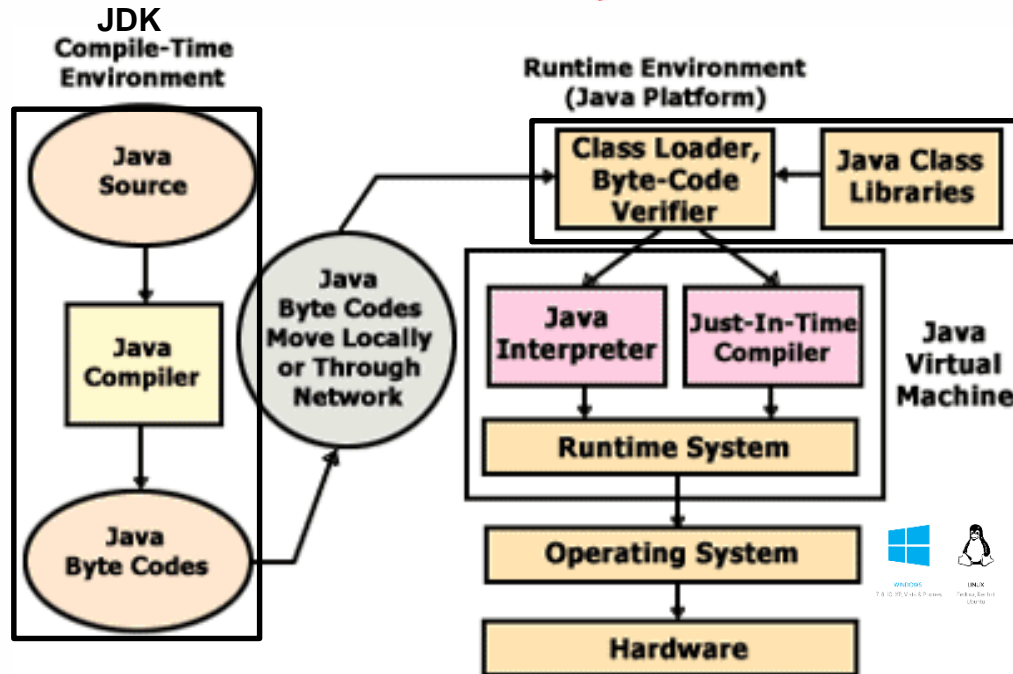 JDK
Compile-Time
Environment
Java
Source
Java
Compiler
Java
Byte Codes
Java
Byte Codes
Move Locally
or Through
Network
Runtime Environment
(Java Platform)
Class Loader,
Byte-Code
Verifier
Java Class
Libraries
Java
Interpreter
Just-In-Time
Compiler
Runtime System
Java
Virtual
Machine
Operating System
Hardware
WINDOWS
LINUX
Ubuntu